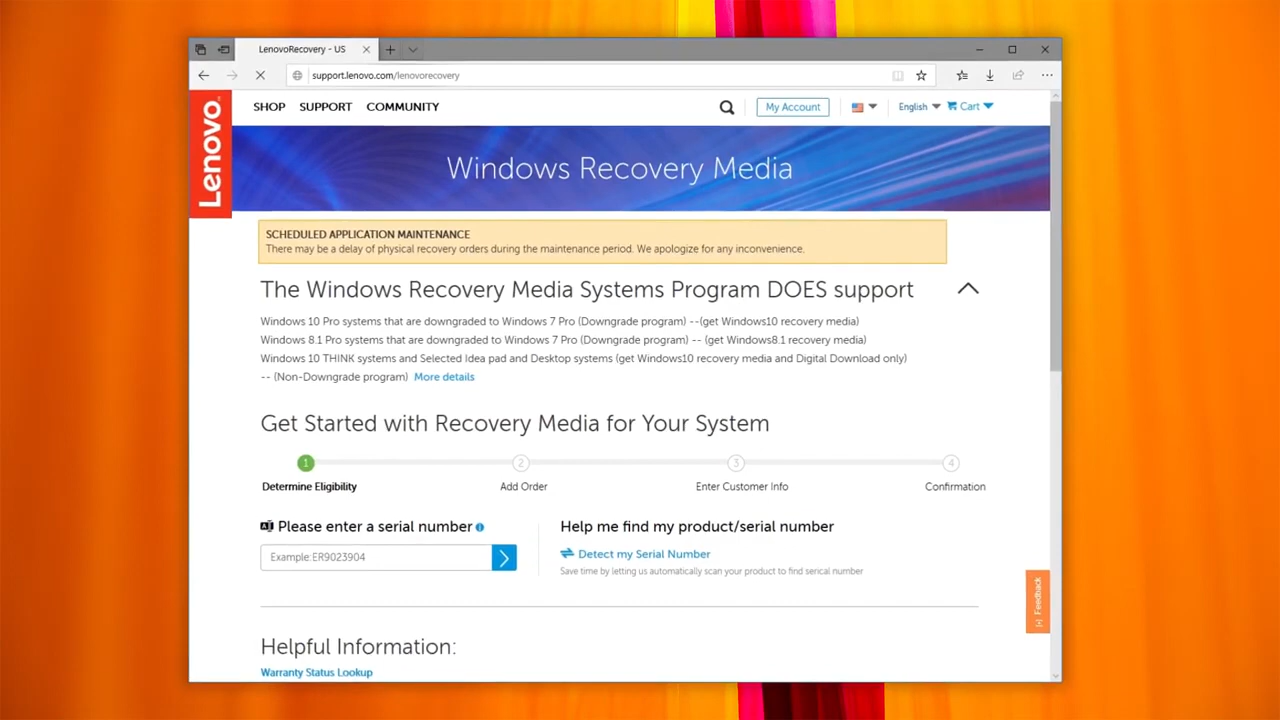 LenovoRecovery - US
support.lenovo.com/lenovorecovery
Lenovo
SHOP SUPPORT COMMUNITY
My Account
English
Cart
Windows Recovery Media
SCHEDULED APPLICATION MAINTENANCE
There may be a delay of physical recovery orders during the maintenance period. We apologize for any inconvenience.
The Windows Recovery Media Systems Program DOES support
Windows 10 Pro systems that are downgraded to Windows 7 Pro (Downgrade program) --(get Windows10 recovery media)
Windows 8.1 Pro systems that are downgraded to Windows 7 Pro (Downgrade program) -- (get Windows8.1 recovery media)
Windows 10 THINK systems and Selected Idea pad and Desktop systems (get Windows10 recovery media and Digital Download only)
-- (Non-Downgrade program) More details
Get Started with Recovery Media for Your System
1 2 3 4
Determine Eligibility Add Order Enter Customer Info Confirmation
Please enter a serial number
Example:ER9023904
Help me find my product/serial number
Detect my Serial Number
Save time by letting us automatically scan your product to find serical number
[+] Feedback
Helpful Information:
Warranty Status Lookup